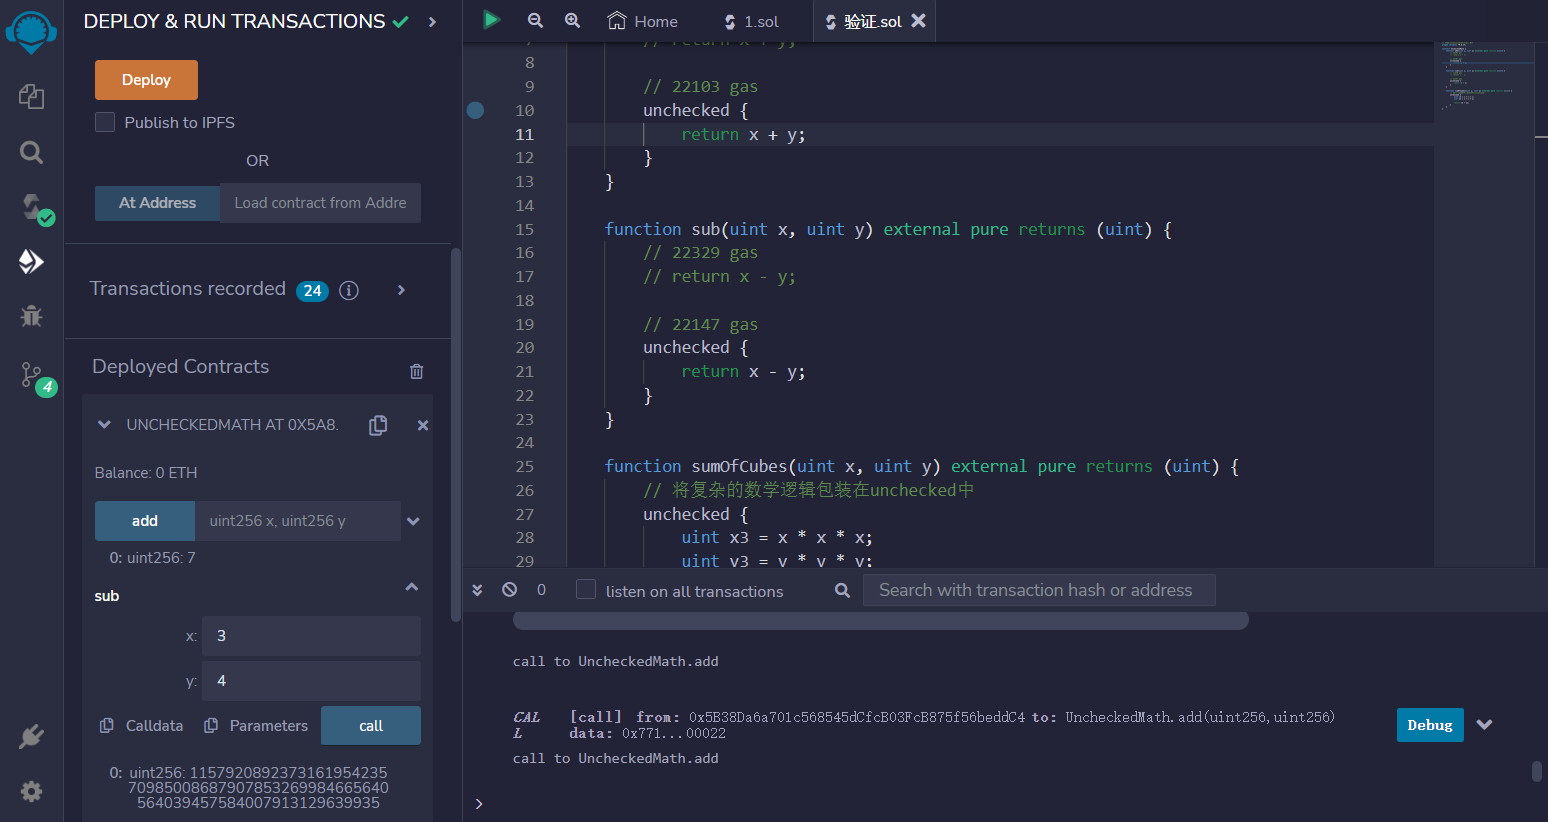 DEPLOY & RUN TRANSACTIONS
Deploy
Publish to IPFS
OR
At Address
Load contract from Addre
Transactions recorded 24
Deployed Contracts
4
UNCHECKEDMATH AT 0X5A8.
Balance: 0 ETH
add
uint256 x, uint256 y
0: uint256: 7
sub
x: 3
y: 4
Calldata
Parameters
call
0: uint256: 1157920892373161954235
7098500868790785326998466564​0
564039457584007913129639935
Home
1.sol
验证.sol
7 // return x + y;
8
9 // 22103 gas
10 unchecked {
11 return x + y;
12 }
13 }
14
15 function sub(uint x, uint y) external pure returns (uint) {
16 // 22329 gas
17 // return x - y;
18
19 // 22147 gas
20 unchecked {
21 return x - y;
22 }
23 }
24
25 function sumOfCubes(uint x, uint y) external pure returns (uint) {
26 // 将复杂的数学逻辑包装在unchecked中
27 unchecked {
28 uint x3 = x * x * x;
29 uint y3 = y * y * y;
0
listen on all transactions
Search with transaction hash or address
call to UncheckedMath.add
CAL
L
[call] from: 0x5B38Da6a701c568545dCfcB03FcB875f56beddC4 to: UncheckedMath.add(uint256,uint256)
data: 0x771...00022
Debug
call to UncheckedMath.add
>